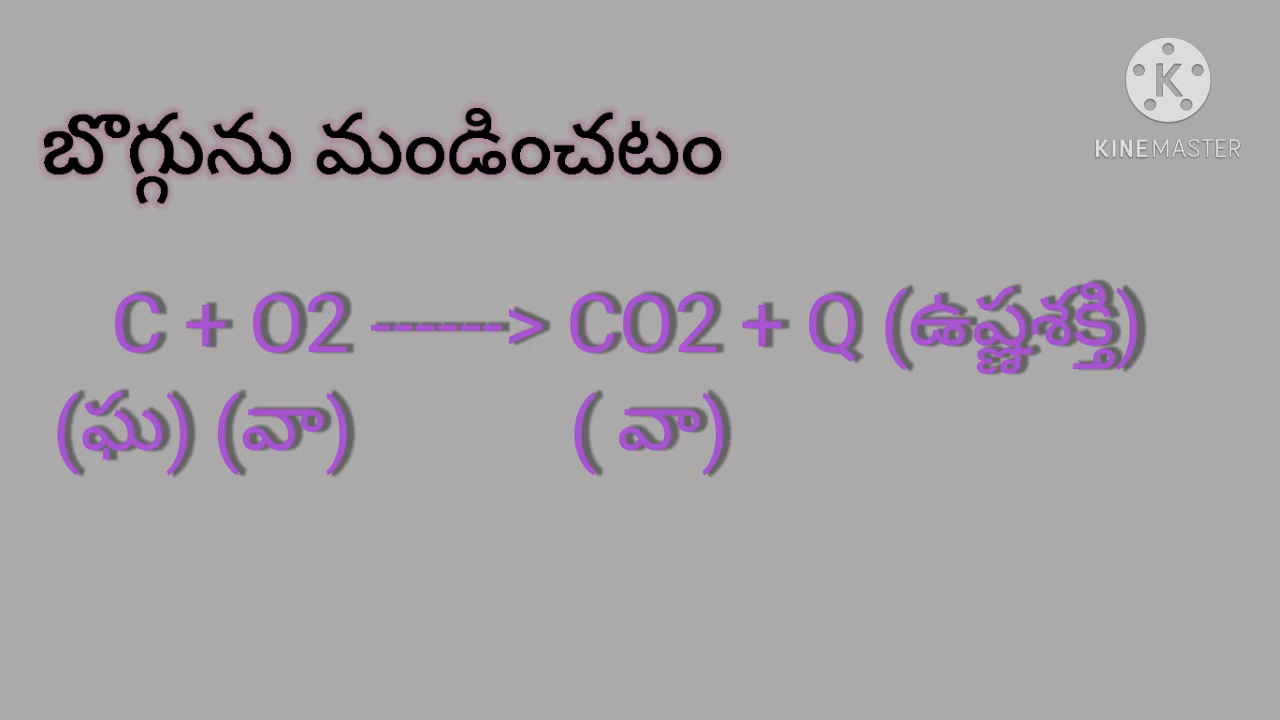 బొగ్గును మండించటం
KINEMASTER
C + O2 ------> CO2 + Q (ఉష్ణశక్తి)
(ఘ) (వా) ( వా)